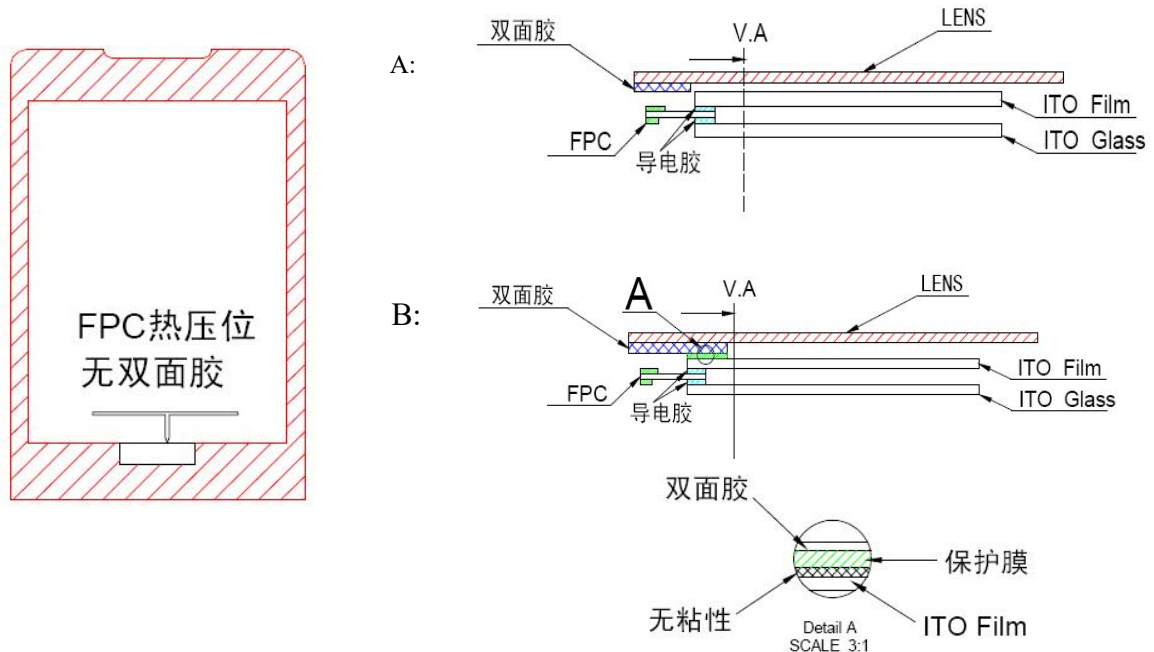 FPC热压位
无双面胶
A:
双面胶
V.A
LENS
ITO Film
ITO Glass
FPC
导电胶
B:
双面胶
A
V.A
LENS
ITO Film
ITO Glass
FPC
导电胶
双面胶
保护膜
无粘性
ITO Film
Detail A
SCALE 3:1